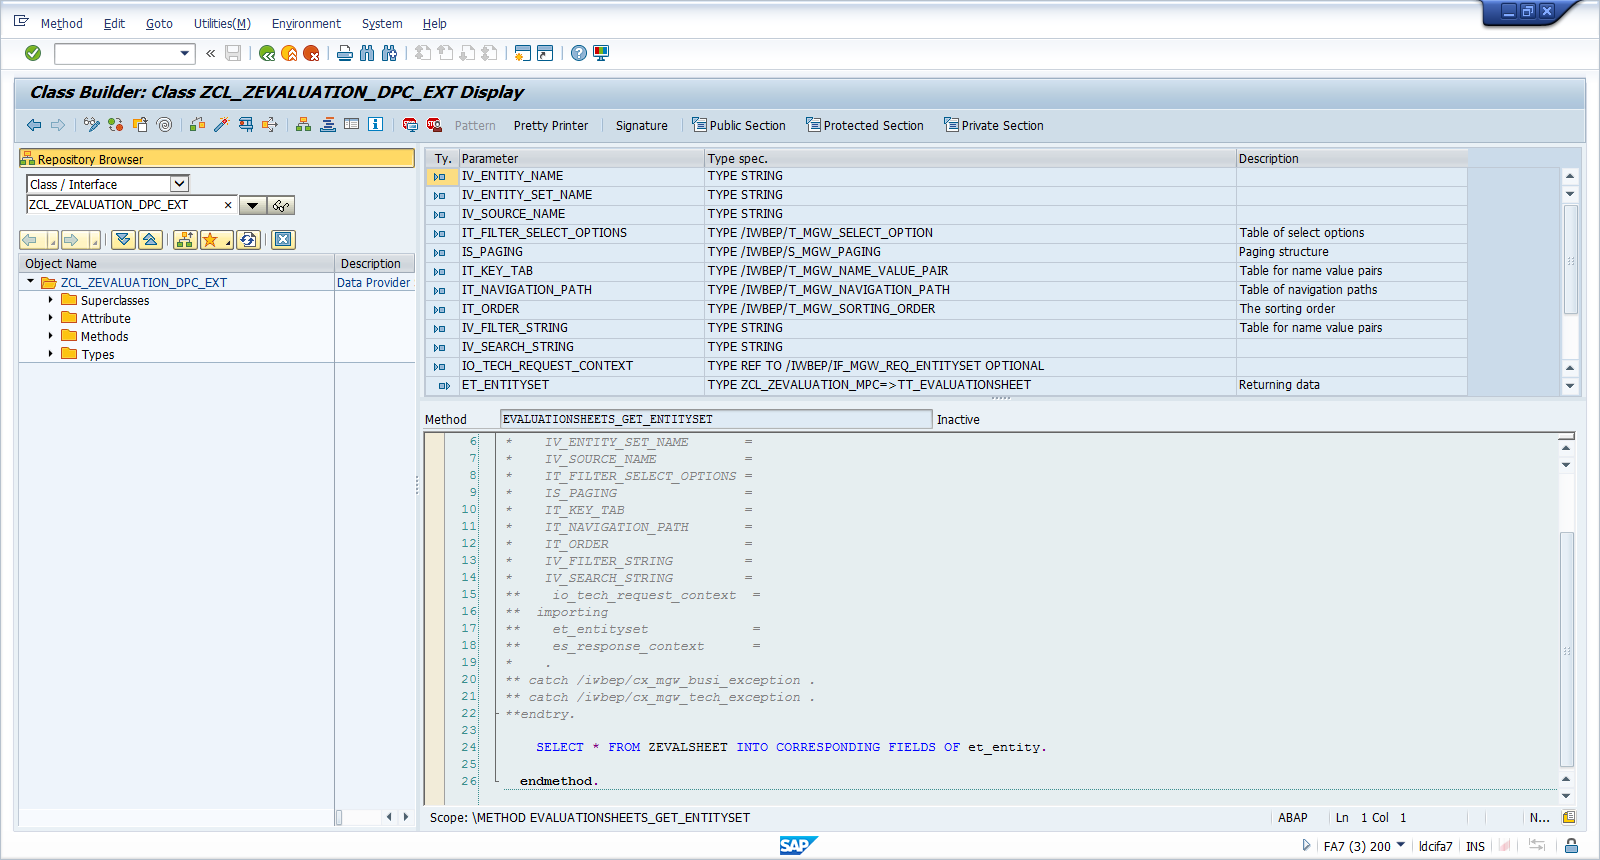 Method Edit Goto Utilities(M) Environment System Help
Class Builder: Class ZCL_ZEVALUATION_DPC_EXT Display
Pattern Pretty Printer Signature Public Section Protected Section Private Section
Repository Browser
Class / Interface
ZCL_ZEVALUATION_DPC_EXT
Object Name Description
ZCL_ZEVALUATION_DPC_EXT Data Provider
Superclasses
Attribute
Methods
Types
Ty. Parameter Type spec. Description
IV_ENTITY_NAME TYPE STRING
IV_ENTITY_SET_NAME TYPE STRING
IV_SOURCE_NAME TYPE STRING
IT_FILTER_SELECT_OPTIONS TYPE /IWBEP/T_MGW_SELECT_OPTION Table of select options
IS_PAGING TYPE /IWBEP/S_MGW_PAGING Paging structure
IT_KEY_TAB TYPE /IWBEP/T_MGW_NAME_VALUE_PAIR Table for name value pairs
IT_NAVIGATION_PATH TYPE /IWBEP/T_MGW_NAVIGATION_PATH Table of navigation paths
IT_ORDER TYPE /IWBEP/T_MGW_SORTING_ORDER The sorting order
IV_FILTER_STRING TYPE STRING Table for name value pairs
IV_SEARCH_STRING TYPE STRING
IO_TECH_REQUEST_CONTEXT TYPE REF TO /IWBEP/IF_MGW_REQ_ENTITYSET OPTIONAL
ET_ENTITYSET TYPE ZCL_ZEVALUATION_MPC=>TT_EVALUATIONSHEET Returning data
Method EVALUATIONSHEETS_GET_ENTITYSET Inactive
6 * IV_ENTITY_SET_NAME =
7 * IV_SOURCE_NAME =
8 * IT_FILTER_SELECT_OPTIONS =
9 * IS_PAGING =
10 * IT_KEY_TAB =
11 * IT_NAVIGATION_PATH =
12 * IT_ORDER =
13 * IV_FILTER_STRING =
14 * IV_SEARCH_STRING =
15 ** io_tech_request_context =
16 ** importing
17 ** et_entityset =
18 ** es_response_context =
19 * .
20 ** catch /iwbep/cx_mgw_busi_exception .
21 ** catch /iwbep/cx_mgw_tech_exception .
22 **endtry.
23
24 SELECT * FROM ZEVALSHEET INTO CORRESPONDING FIELDS OF et_entity.
25
26 endmethod.
Scope: \METHOD EVALUATIONSHEETS_GET_ENTITYSET ABAP Ln 1 Col 1 N...
SAP FA7 (3) 200 ldcifa7 INS